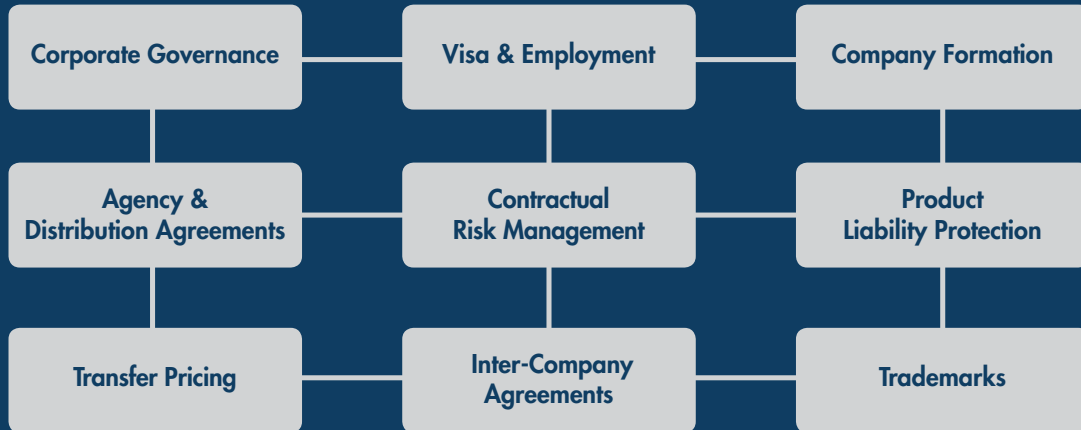 Corporate Governance
Visa & Employment
Company Formation
Agency &
Distribution Agreements
Contractual
Risk Management
Product
Liability Protection
Transfer Pricing
Inter-Company
Agreements
Trademarks